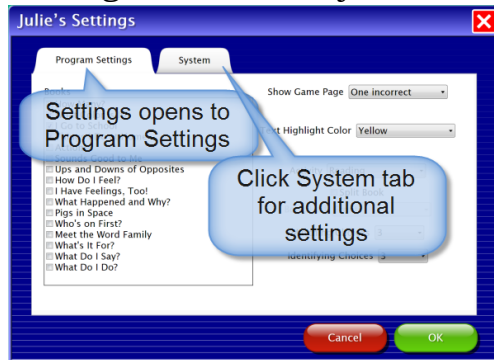 Julie's Settings
Program Settings
System
Books
Settings opens to
Program Settings
Sounds Good to Me
Ups and Downs of Opposites
How Do I Feel?
I Have Feelings, Too!
What Happened and Why?
Pigs in Space
Who's on First?
Meet the Word Family
What's It For?
What Do I Say?
What Do I Do?
Show Game Page One incorrect
Text Highlight Color Yellow
Click System tab
for additional
settings
Identifying Choices 3
Cancel
OK